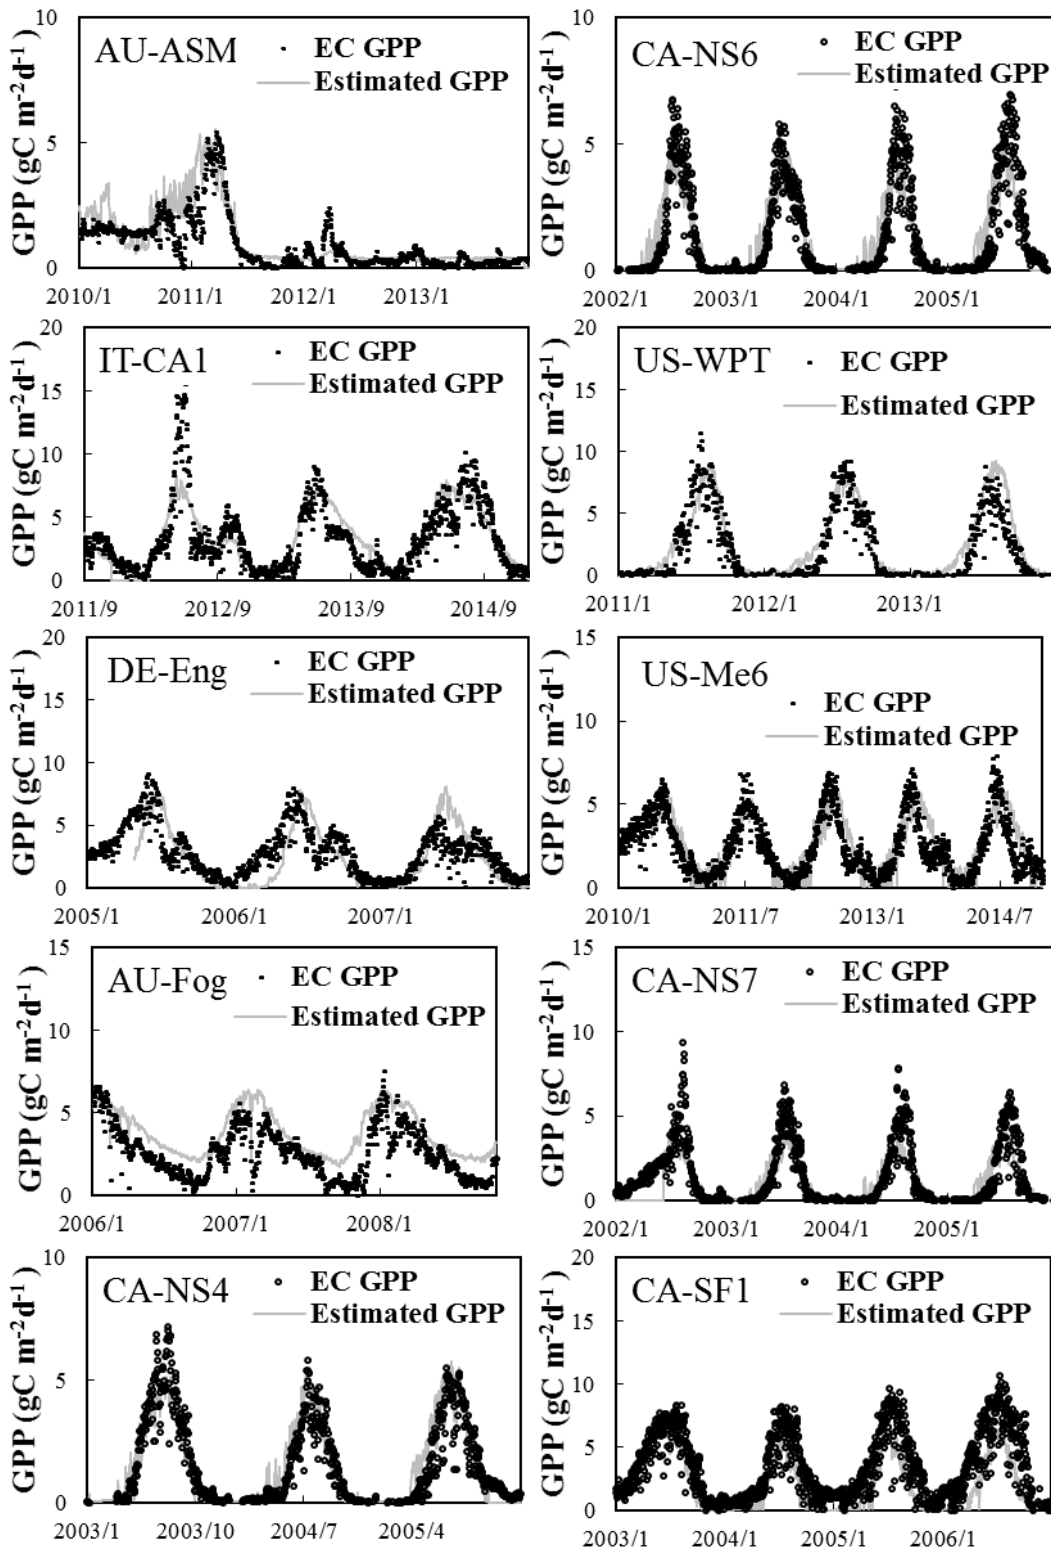 GPP (gC m-2d-1)
10
5
0
AU-ASM
EC GPP
Estimated GPP
2010/1
2011/1
2012/1
2013/1
GPP (gC m-2d-1)
10
5
0
CA-NS6
EC GPP
Estimated GPP
2002/1
2003/1
2004/1
2005/1
GPP (gC m-2d-1)
20
15
10
5
0
IT-CA1
EC GPP
Estimated GPP
2011/9
2012/9
2013/9
2014/9
GPP (gC m-2d-1)
20
15
10
5
0
US-WPT
EC GPP
Estimated GPP
2011/1
2012/1
2013/1
GPP (gC m-2d-1)
20
15
10
5
0
DE-Eng
EC GPP
Estimated GPP
2005/1
2006/1
2007/1
GPP (gC m-2d-1)
15
10
5
0
US-Me6
EC GPP
Estimated GPP
2010/1
2011/7
2013/1
2014/7
GPP (gC m-2d-1)
15
10
5
0
AU-Fog
EC GPP
Estimated GPP
2006/1
2007/1
2008/1
GPP (gC m-2d-1)
15
10
5
0
CA-NS7
EC GPP
Estimated GPP
2002/1
2003/1
2004/1
2005/1
GPP (gC m-2d-1)
10
5
0
CA-NS4
EC GPP
Estimated GPP
2003/1
2003/10
2004/7
2005/4
GPP (gC m-2d-1)
20
15
10
5
0
CA-SF1
EC GPP
Estimated GPP
2003/1
2004/1
2005/1
2006/1